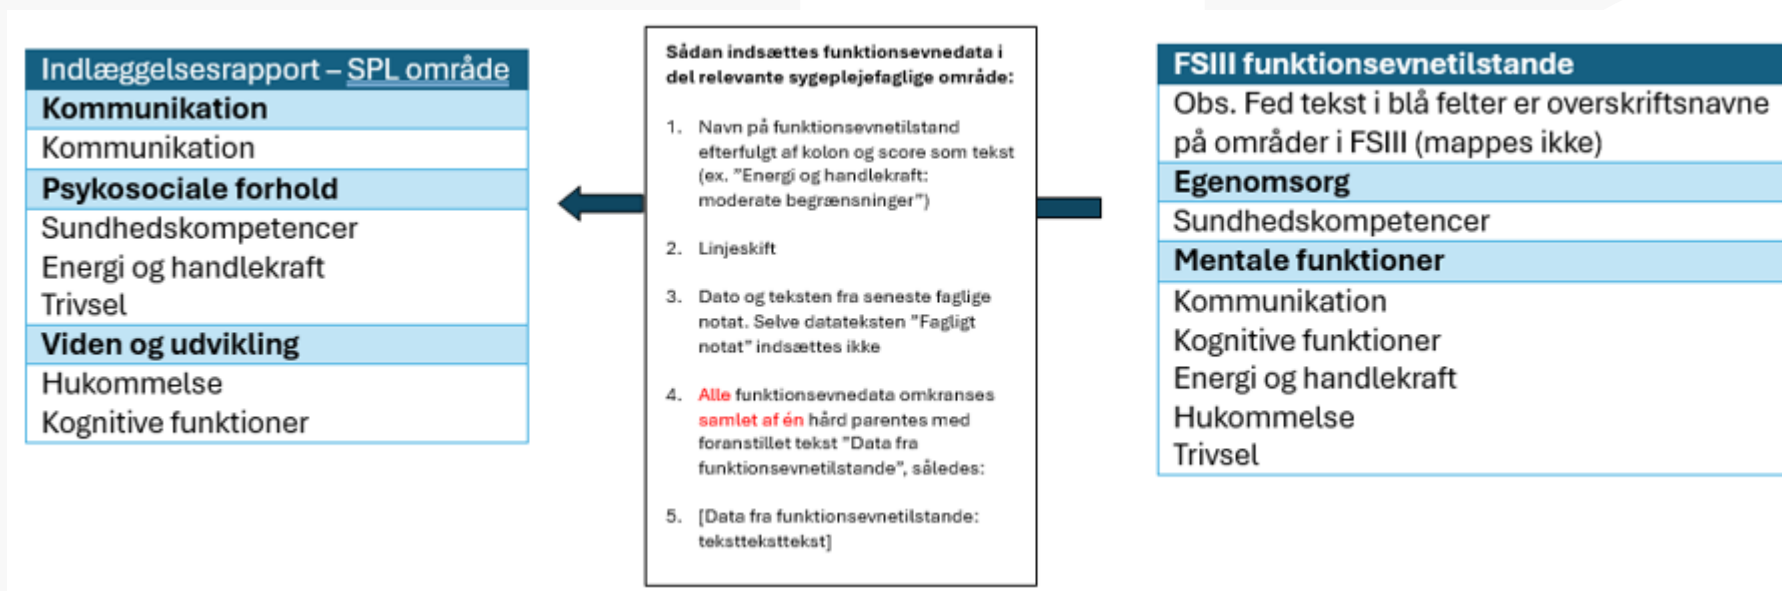 Indlæggelsesrapport – SPL område
Kommunikation
Kommunikation
Psykosociale forhold
Sundhedskompetencer
Energi og handlekraft
Trivsel
Viden og udvikling
Hukommelse
Kognitive funktioner
Sådan indsættes funktionsevnedata i
del relevante sygeplejefaglige område:
1. Navn på funktionsevnetilstand
efterfulgt af kolon og score som tekst
(ex. ”Energi og handlekraft:
moderate begrænsninger”)
2. Linjeskift
3. Dato og teksten fra seneste faglige
notat. Selve datateksten ”Fagligt
notat” indsættes ikke
4. Alle funktionsevnedata omkranses
samlet af én hård parentes med
foranstillet tekst ”Data fra
funktionsevnetilstande”, således:
5. [Data fra funktionsevnetilstande:
tekstteksttekst]
FSIII funktionsevnetilstande
Obs. Fed tekst i blå felter er overskriftsnavne
på områder i FSIII (mappes ikke)
Egenomsorg
Sundhedskompetencer
Mentale funktioner
Kommunikation
Kognitive funktioner
Energi og handlekraft
Hukommelse
Trivsel